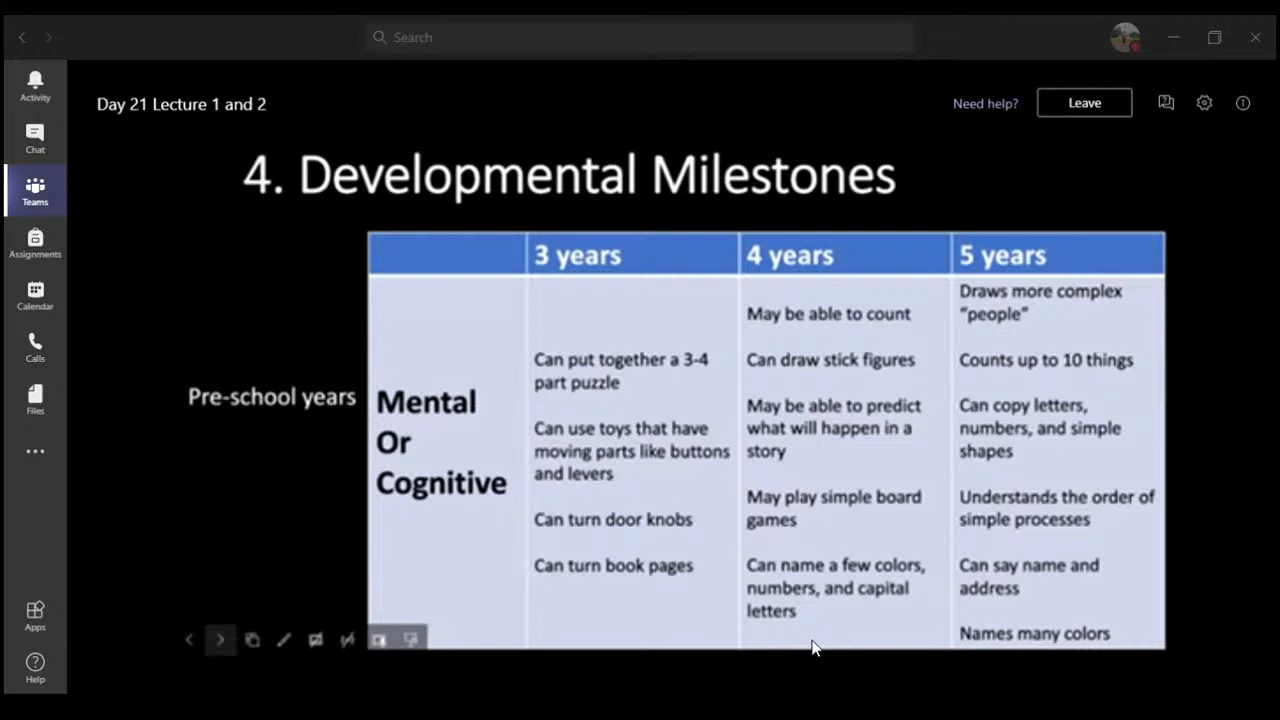 Search
Activity
Chat
Teams
Assignments
Calendar
Calls
Files
Apps
Help
Day 21 Lecture 1 and 2
Need help?
Leave
4. Developmental Milestones
Pre-school years
3 years
4 years
5 years
Mental
Or
Cognitive
Can put together a 3-4
part puzzle
Can use toys that have
moving parts like buttons
and levers
Can turn door knobs
Can turn book pages
May be able to count
Can draw stick figures
May be able to predict
what will happen in a
story
May play simple board
games
Can name a few colors,
numbers, and capital
letters
Draws more complex
“people”
Counts up to 10 things
Can copy letters,
numbers, and simple
shapes
Understands the order of
simple processes
Can say name and
address
Names many colors